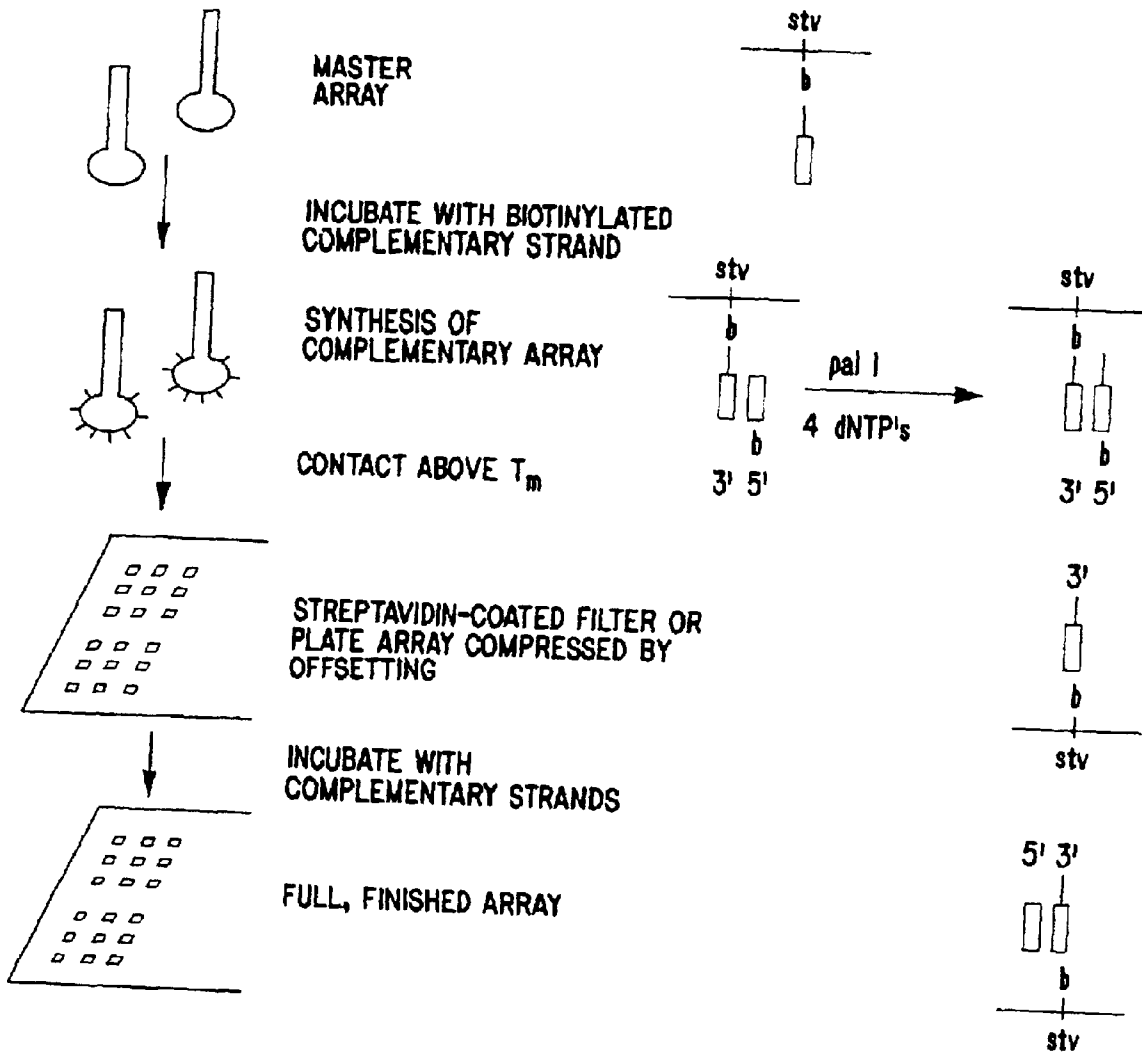 stv
MASTER
ARRAY
b
INCUBATE WITH BIOTINYLATED
COMPLEMENTARY STRAND
stv
stv
SYNTHESIS OF
COMPLEMENTARY ARRAY
b
b
pal I
4 dNTP's
b
b
CONTACT ABOVE Tm
3' 5'
3' 5'
3'
STREPTAVIDIN-COATED FILTER OR
PLATE ARRAY COMPRESSED BY
OFFSETTING
b
stv
INCUBATE WITH
COMPLEMENTARY STRANDS
5' 3'
FULL, FINISHED ARRAY
b
stv